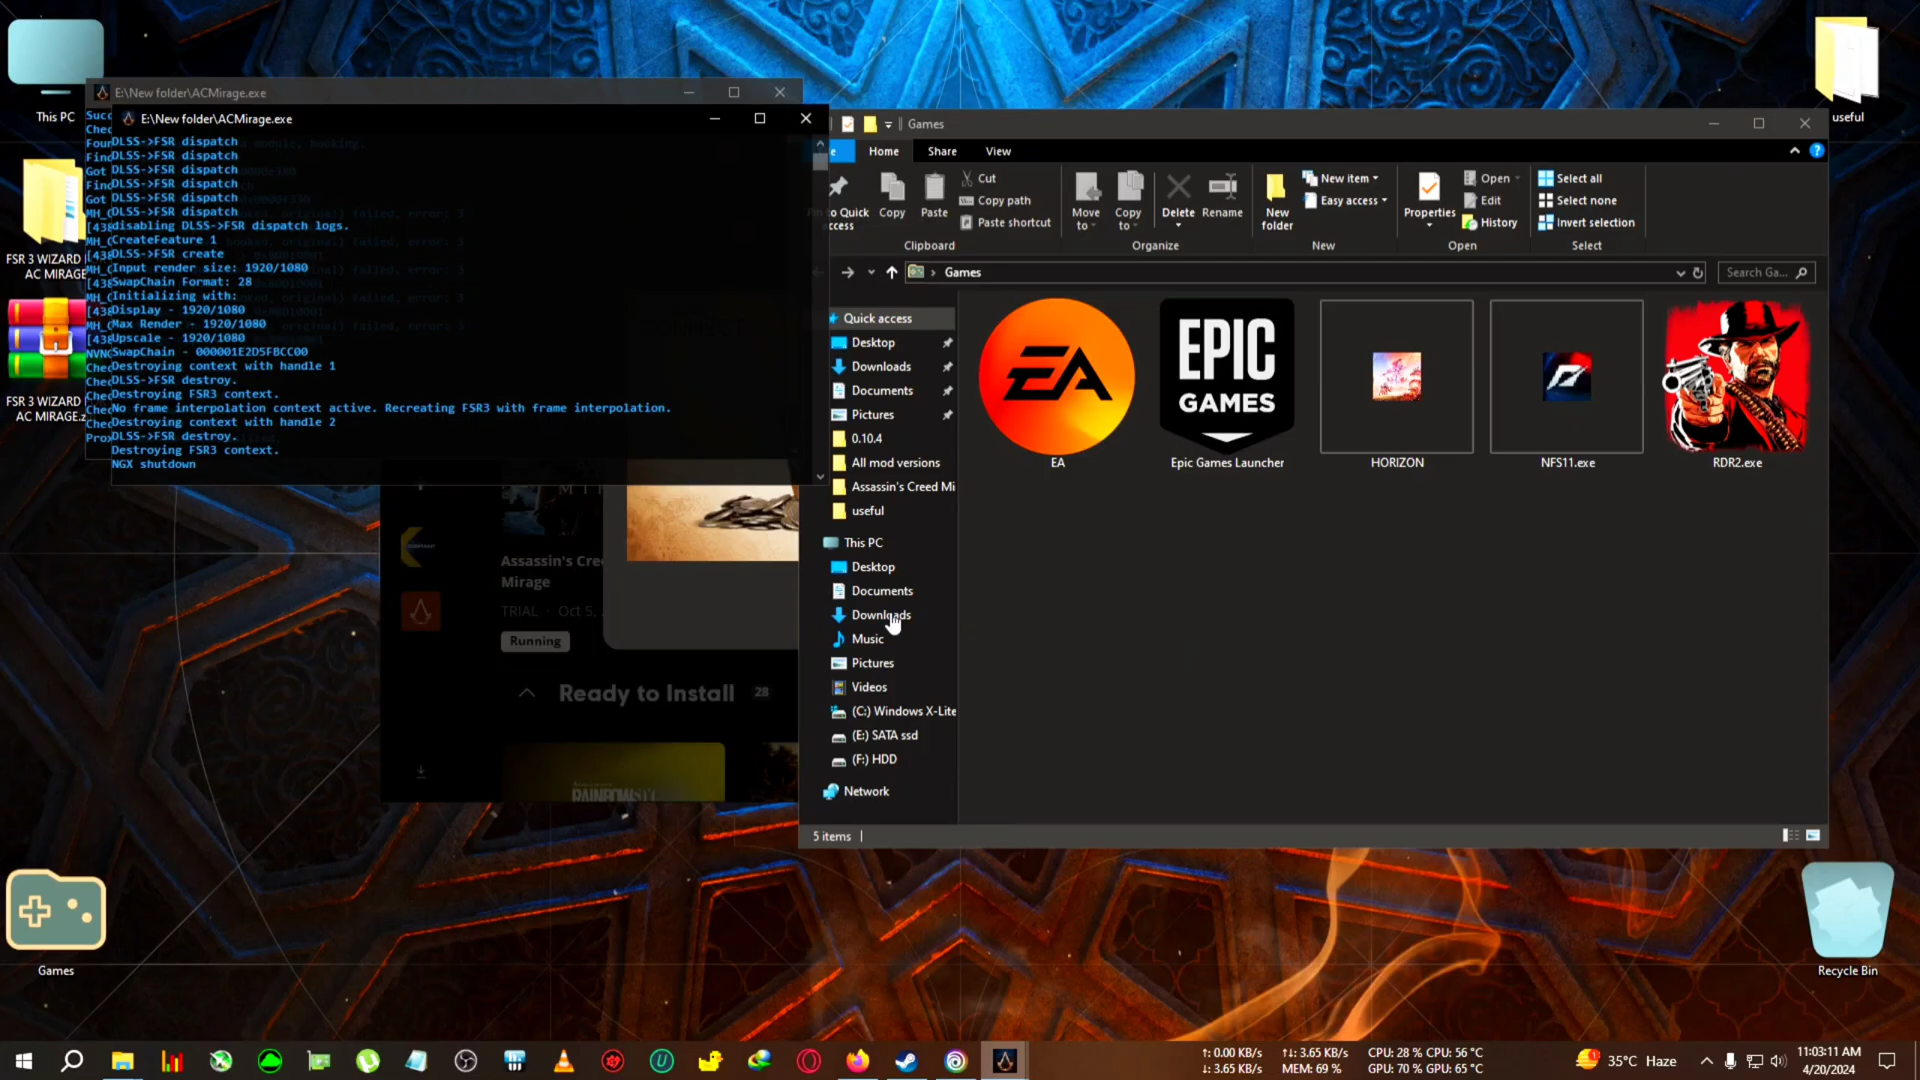 This PC
FSR 3 WIZARD
AC MIRAGE
FSR 3 WIZARD
AC MIRAGE.z
Games
E:\New folder\ACMirage.exe
E:\New folder\ACMirage.exe
DLSS->FSR dispatch
DLSS->FSR dispatch
DLSS->FSR dispatch
DLSS->FSR dispatch
DLSS->FSR dispatch
DLSS->FSR dispatch
disabling DLSS->FSR dispatch logs.
CreateFeature 1
DLSS->FSR create
Input render size: 1920/1080
SwapChain Format: 28
Initializing with:
Display - 1920/1080
Max Render - 1920/1080
Upscale - 1920/1080
SwapChain - 000001E2D5FBCC00
Destroying context with handle 1
DLSS->FSR destroy.
Destroying FSR3 context.
No frame interpolation context active. Recreating FSR3 with frame interpolation.
Destroying context with handle 2
DLSS->FSR destroy.
Destroying FSR3 context.
NGX shutdown
Assassin's Cre
Mirage
TRIAL · Oct 5,
Running
Ready to Install 28
Games
Home Share View
Copy
Paste
Cut
Copy path
Paste shortcut
Clipboard
Move to
Copy to
Delete
Rename
Organize
New folder
New item
Easy access
New
Properties
Open
Edit
History
Open
Select all
Select none
Invert selection
Select
Games
Search Ga...
Quick access
Desktop
Downloads
Documents
Pictures
0.10.4
All mod versions
Assassin's Creed Mi
useful
This PC
Desktop
Documents
Downloads
Music
Pictures
Videos
(C:) Windows X-Lite
(E:) SATA ssd
(F:) HDD
Network
EA
EPIC
GAMES
EA
Epic Games Launcher
HORIZON
NFS11.exe
RDR2.exe
5 items
useful
Recycle Bin
↑: 0.00 KB/s
↓: 3.65 KB/s
↑↓: 3.65 KB/s
MEM: 69 %
CPU: 28 % CPU: 56 °C
GPU: 70 % GPU: 65 °C
35°C Haze
11:03:11 AM
4/20/2024